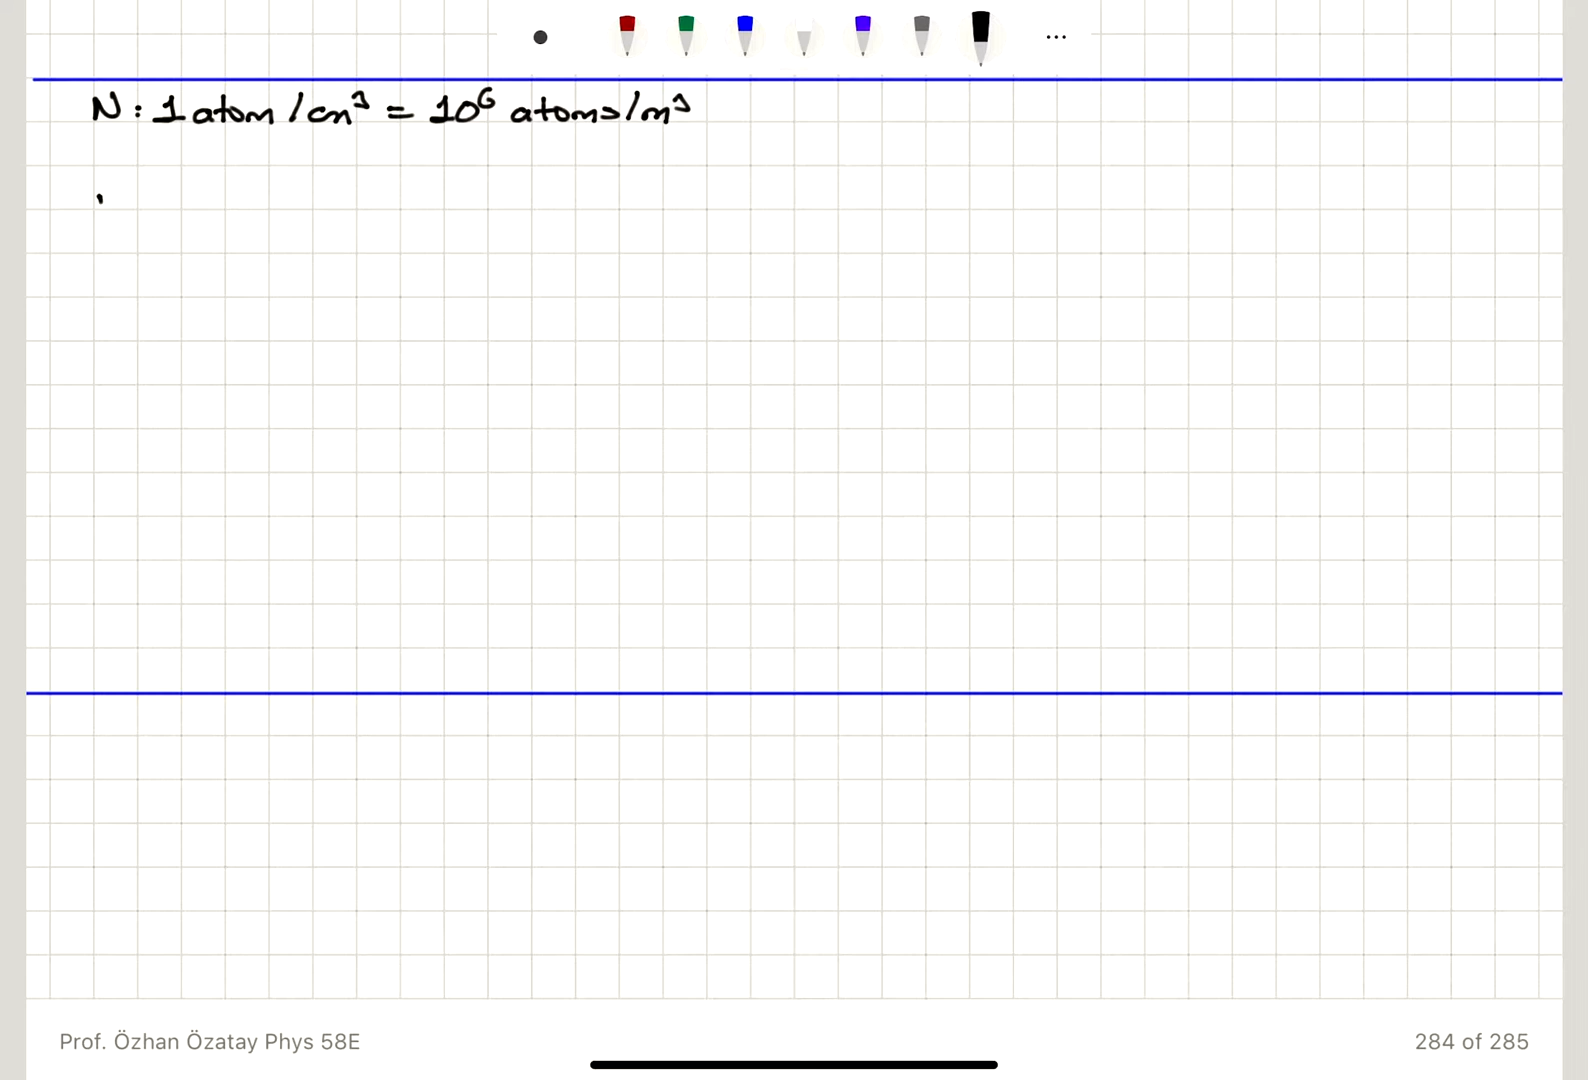 N : 1 atom / cm³ = 10⁶ atoms/m³
Prof. Özhan Özatay Phys 58E
284 of 285